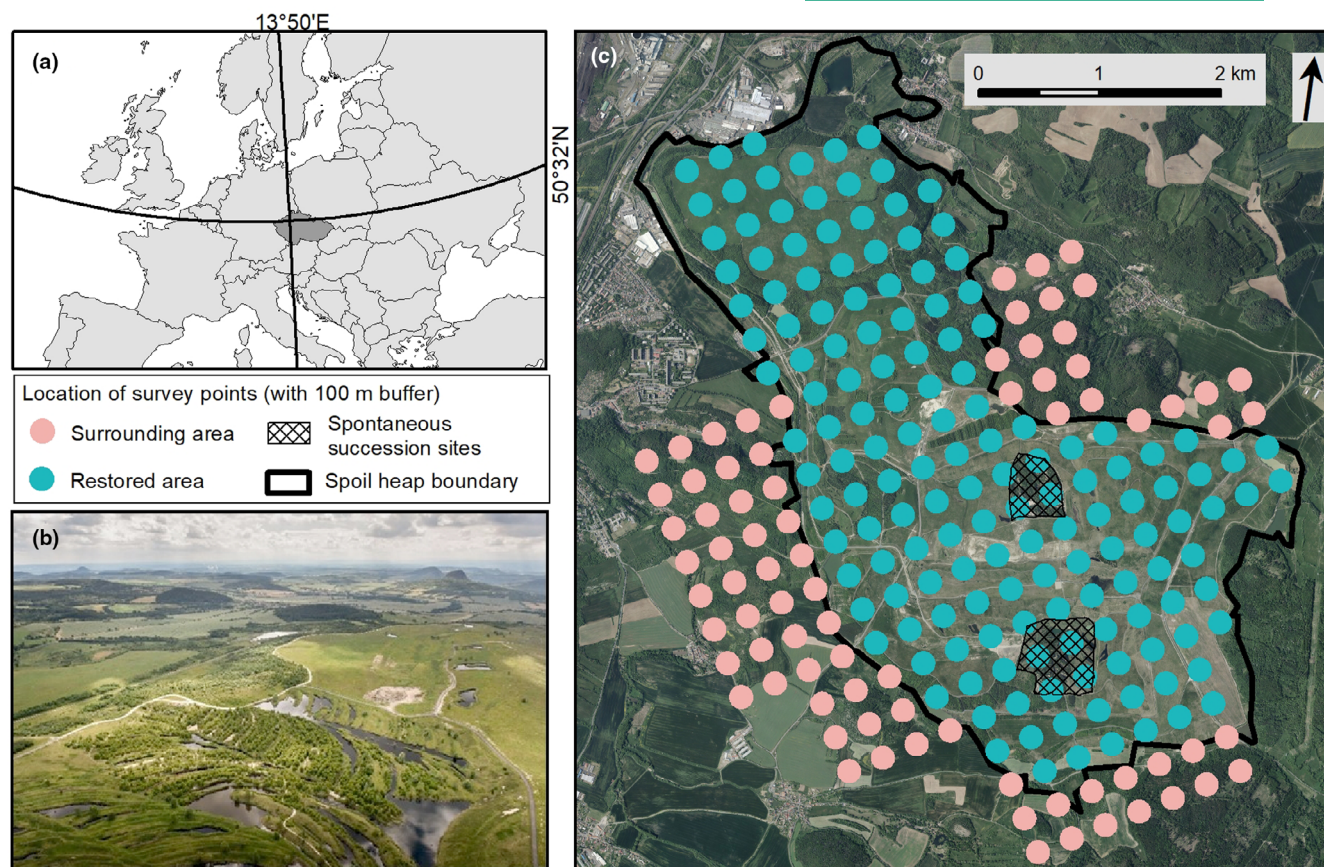 13°50'E
(a)
50°32'N
Location of survey points (with 100 m buffer)
Surrounding area
Spontaneous
succession sites
Restored area
Spoil heap boundary
(b)
(c)
0 1 2 km